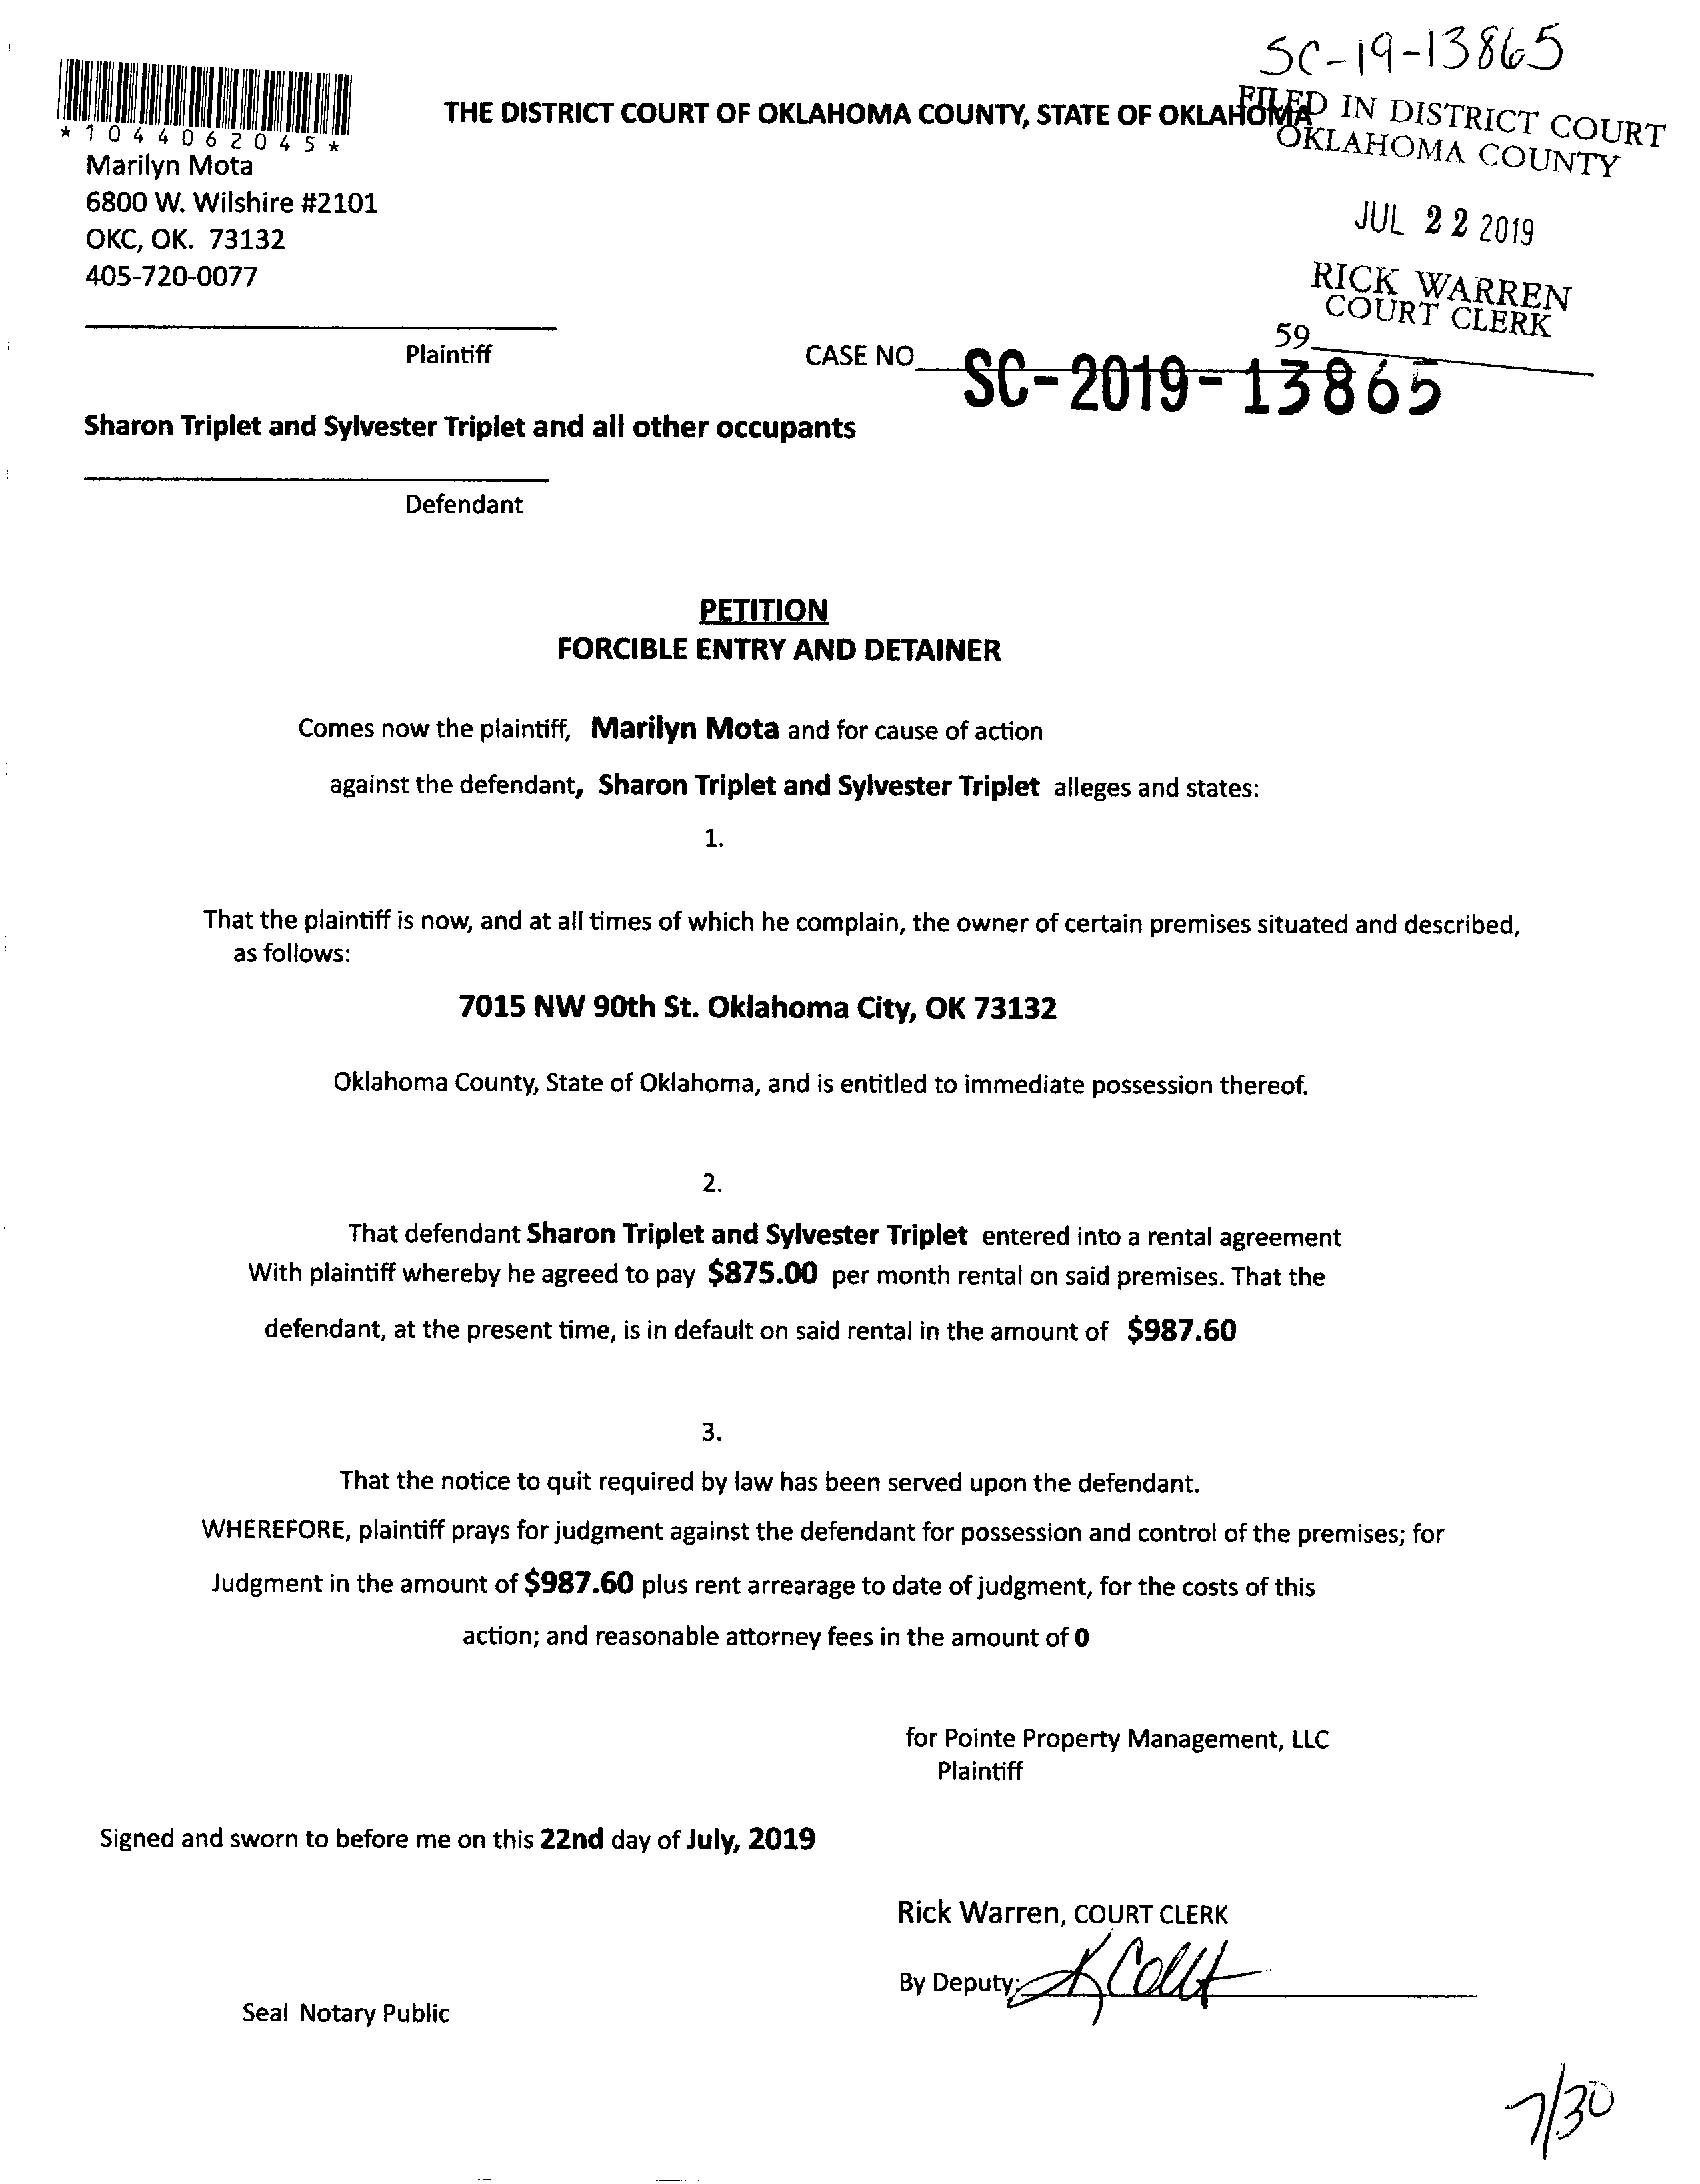 SC-19-13865
*1044062045*
THE DISTRICT COURT OF OKLAHOMA COUNTY, STATE OF OKLAHOMA
FILED IN DISTRICT COURT
OKLAHOMA COUNTY
Marilyn Mota
6800 W. Wilshire #2101
OKC, OK. 73132
405-720-0077
JUL 22 2019
RICK WARREN
COURT CLERK
59
Plaintiff
CASE NO SC-2019-13865
Sharon Triplet and Sylvester Triplet and all other occupants
Defendant
PETITION
FORCIBLE ENTRY AND DETAINER
Comes now the plaintiff, Marilyn Mota and for cause of action
against the defendant, Sharon Triplet and Sylvester Triplet alleges and states:
1.
That the plaintiff is now, and at all times of which he complain, the owner of certain premises situated and described,
as follows:
7015 NW 90th St. Oklahoma City, OK 73132
Oklahoma County, State of Oklahoma, and is entitled to immediate possession thereof.
2.
That defendant Sharon Triplet and Sylvester Triplet entered into a rental agreement
With plaintiff whereby he agreed to pay $875.00 per month rental on said premises. That the
defendant, at the present time, is in default on said rental in the amount of $987.60
3.
That the notice to quit required by law has been served upon the defendant.
WHEREFORE, plaintiff prays for judgment against the defendant for possession and control of the premises; for
Judgment in the amount of $987.60 plus rent arrearage to date of judgment, for the costs of this
action; and reasonable attorney fees in the amount of 0
for Pointe Property Management, LLC
Plaintiff
Signed and sworn to before me on this 22nd day of July, 2019
Rick Warren, COURT CLERK
By Deputy:
Seal Notary Public
7/30